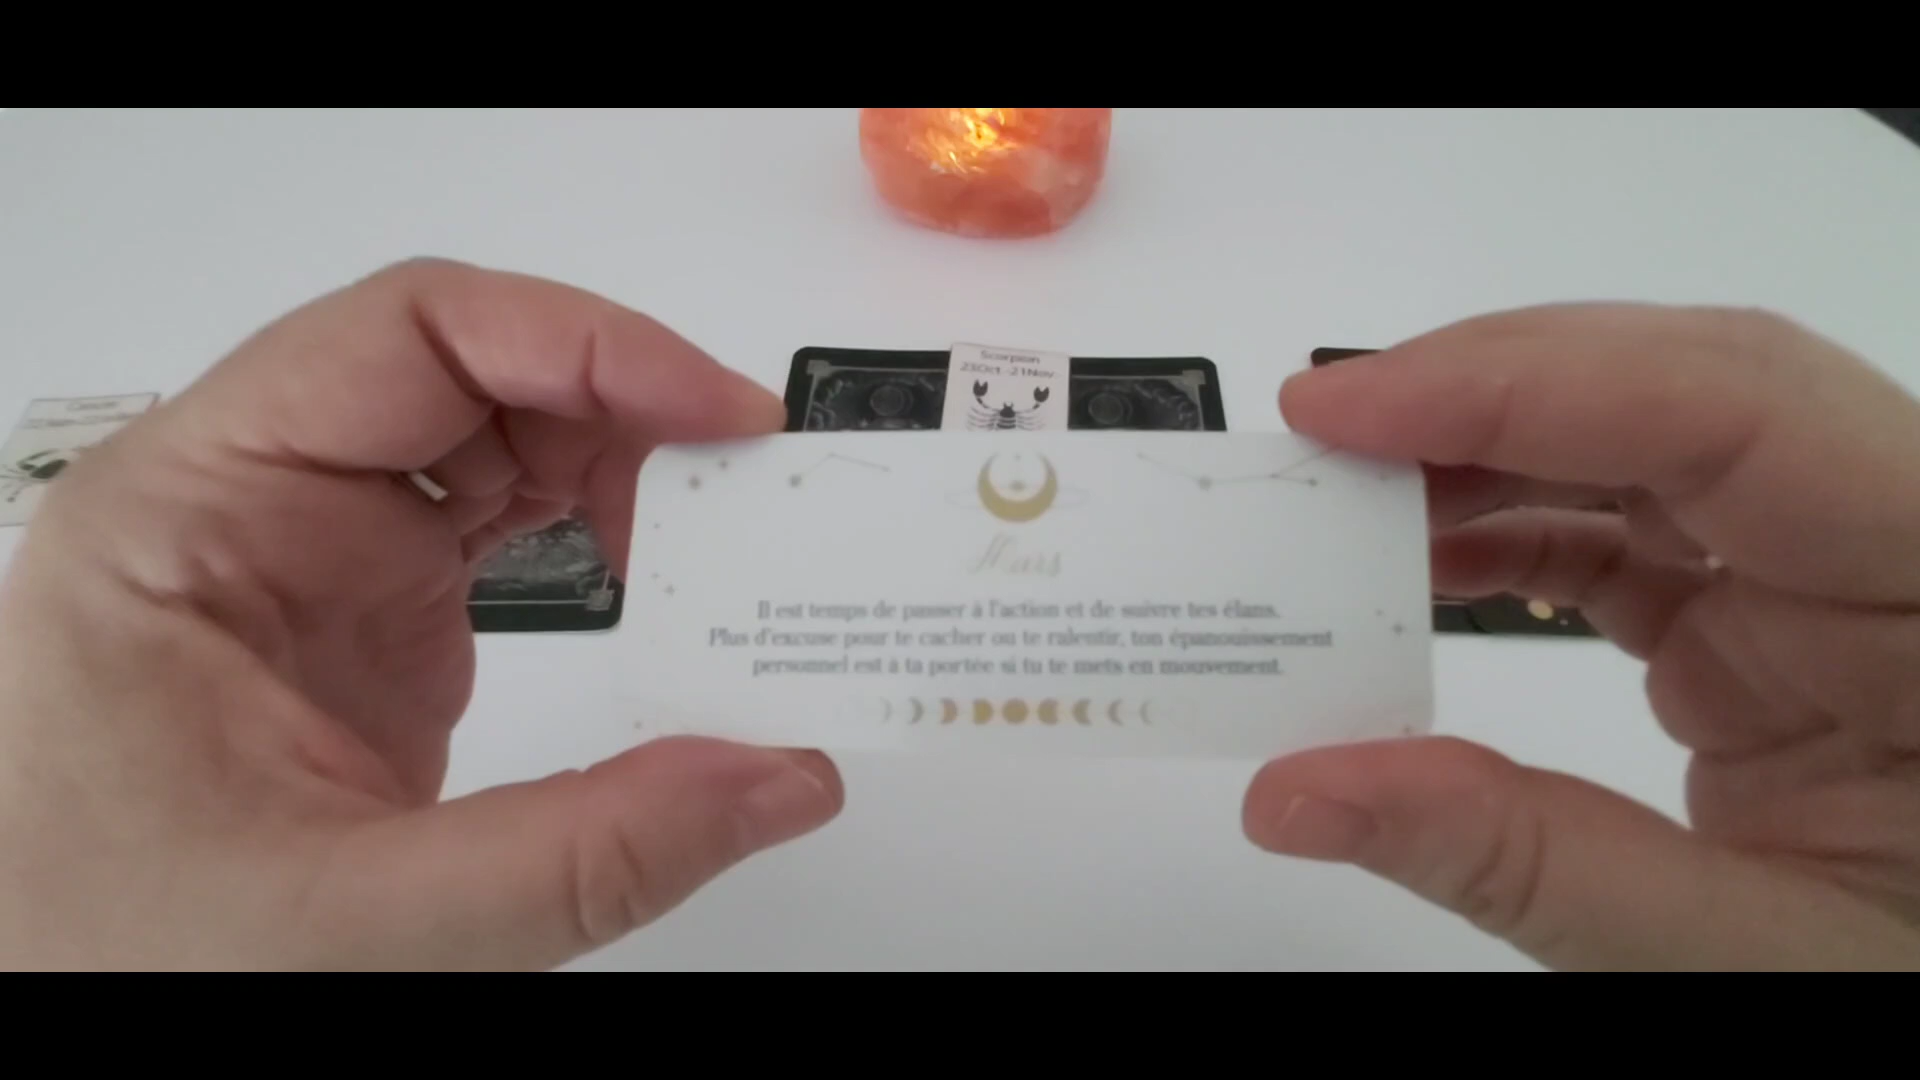 Scorpion
23Oct.-21Nov
Cancer
Mars
Il est temps de passer à l'action et de suivre tes élans.
Plus d'excuse pour te cacher ou te ralentir, ton épanouissement
personnel est à ta portée si tu te mets en mouvement.